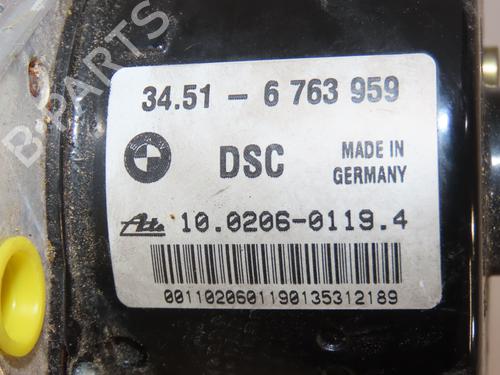 B-PARTS
34.51 - 6 763 959
DSC
MADE IN
GERMANY
Ate 10.0206-0119.4
0011020601190135312189